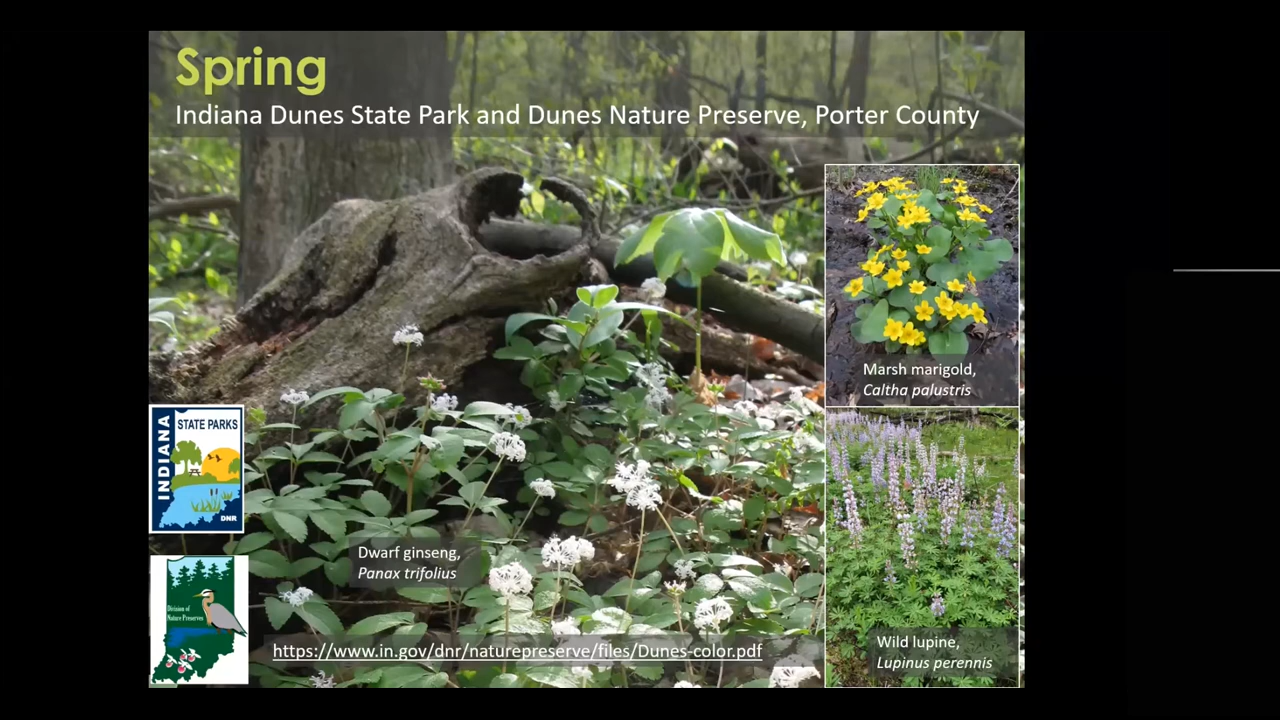 Spring
Indiana Dunes State Park and Dunes Nature Preserve, Porter County
Marsh marigold,
Caltha palustris
INDIANA
STATE PARKS
DNR
Dwarf ginseng,
Panax trifolius
Division of
Nature Preserves
https://www.in.gov/dnr/naturepreserve/files/Dunes-color.pdf
Wild lupine,
Lupinus perennis